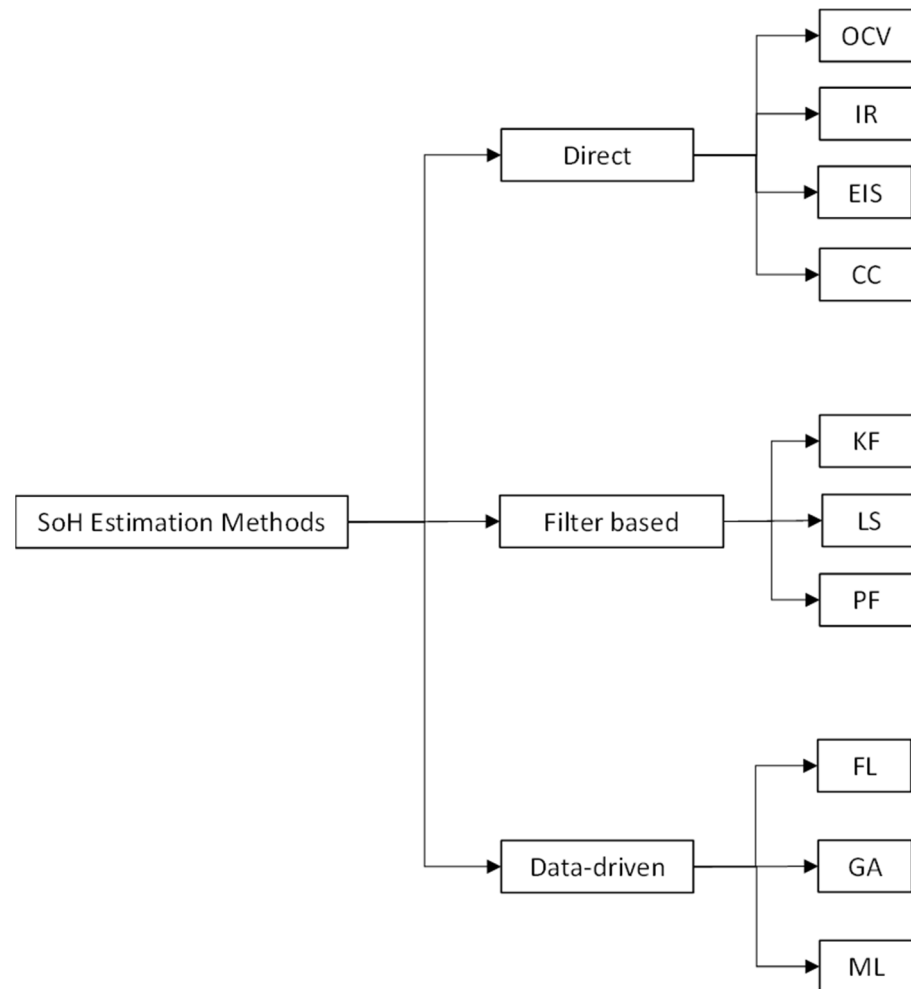 SoH Estimation Methods
Direct
OCV
IR
EIS
CC
Filter based
KF
LS
PF
Data-driven
FL
GA
ML